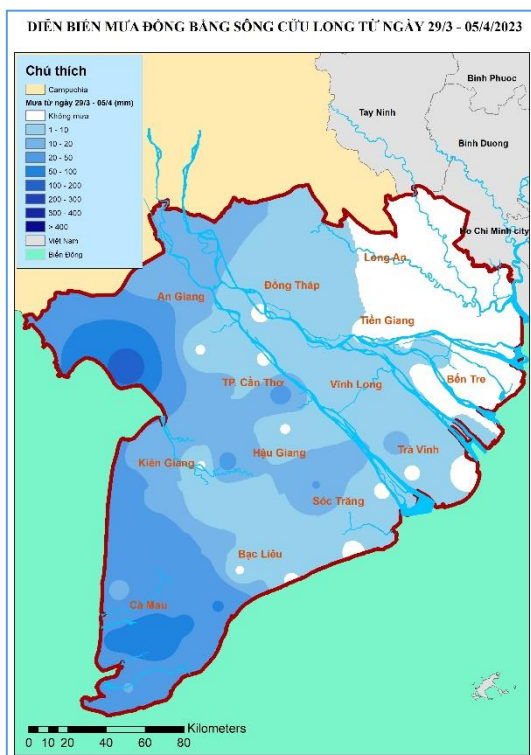 DIỄN BIẾN MƯA ĐỒNG BẰNG SÔNG CỬU LONG TỪ NGÀY 29/3 - 05/4/2023
Chú thích
Campuchia
Mưa từ ngày 29/3 - 05/4 (mm)
Không mưa
1 - 10
10 - 20
20 - 50
50 - 100
100 - 200
200 - 300
300 - 400
> 400
Việt Nam
Biển Đông
Bình Phuoc
Tay Ninh
Bình Duong
Ho Chi Minh city
Long An
Đồng Tháp
An Giang
Tiền Giang
TP. Cần Thơ
Vĩnh Long
Bến Tre
Kiên Giang
Hậu Giang
Trà Vinh
Sóc Trăng
Bạc Liêu
Cà Mau
Kilometers
0 10 20 40 60 80